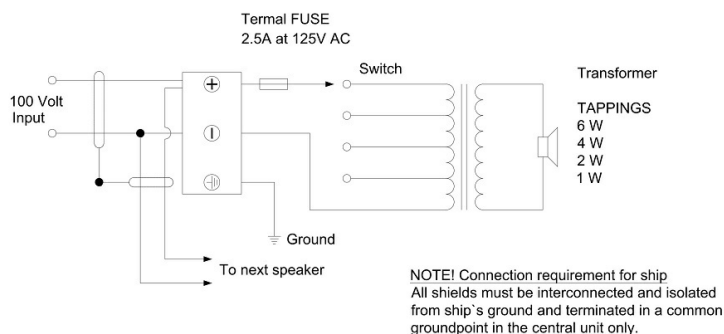 Termal FUSE
2.5A at 125V AC
Switch
100 Volt
Input
Transformer
TAPPINGS
6 W
4 W
2 W
1 W
Ground
To next speaker
NOTE! Connection requirement for ship
All shields must be interconnected and isolated
from ship`s ground and terminated in a common
groundpoint in the central unit only.